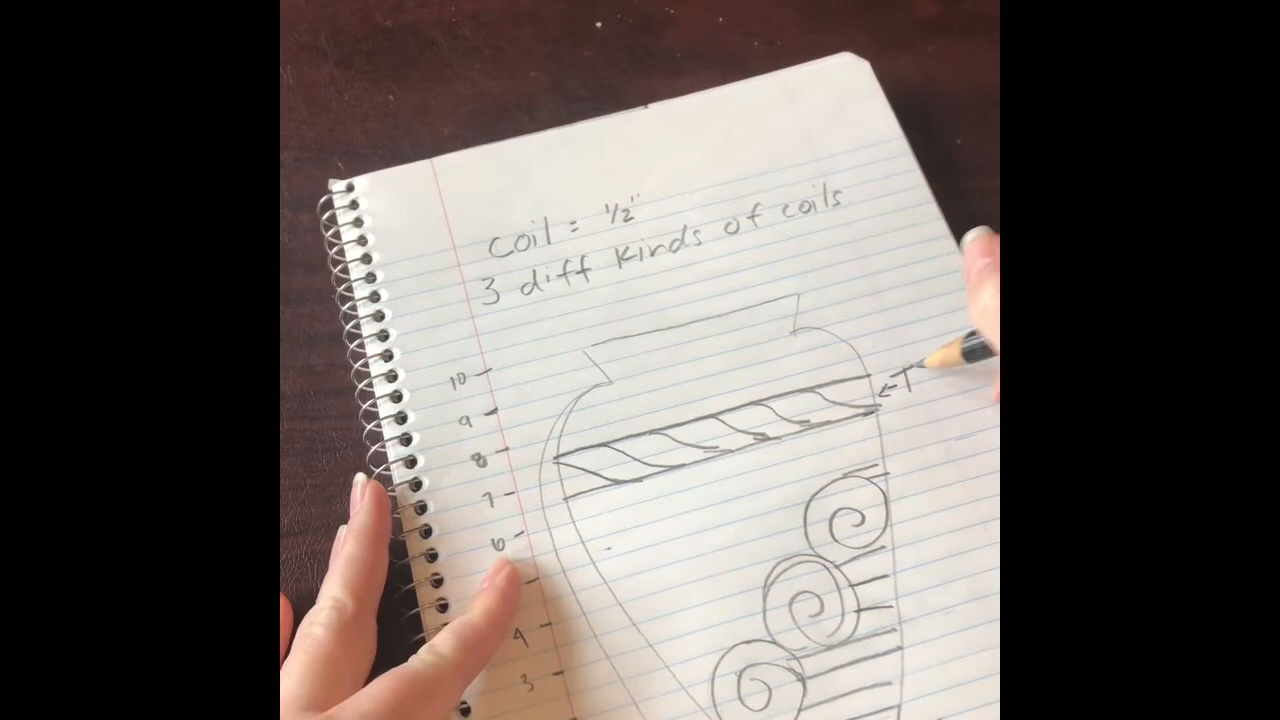 Coil = 1/2"
3 diff kinds of coils
10
9
8
7
6
4
3
← T